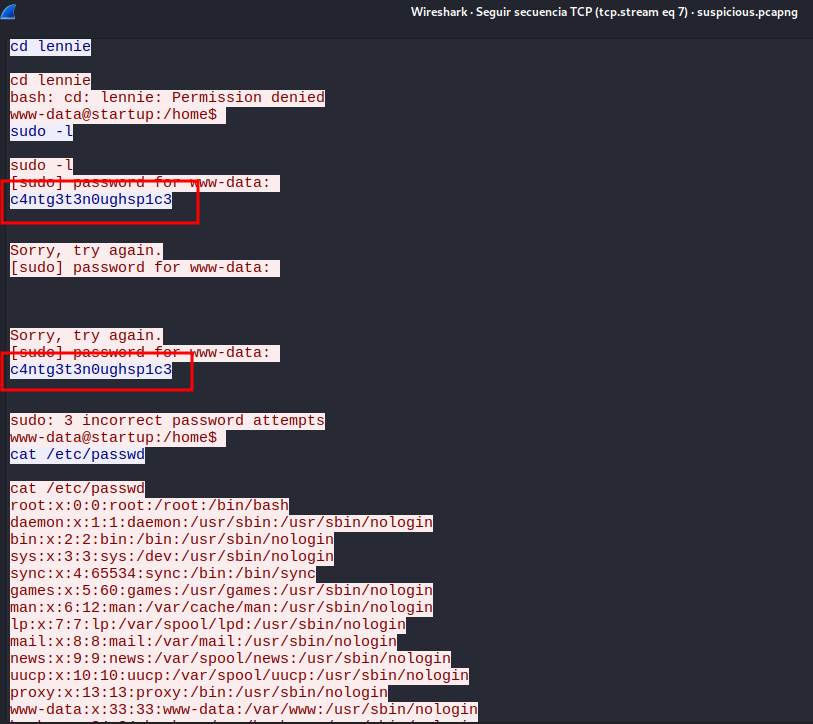 Wireshark · Seguir secuencia TCP (tcp.stream eq 7) · suspicious.pcapng
cd lennie
cd lennie
bash: cd: lennie: Permission denied
www-data@startup:/home$
sudo -l
sudo -l
[sudo] password for www-data:
c4ntg3t3n0ughsp1c3
Sorry, try again.
[sudo] password for www-data:
Sorry, try again.
[sudo] password for www-data:
c4ntg3t3n0ughsp1c3
sudo: 3 incorrect password attempts
www-data@startup:/home$
cat /etc/passwd
cat /etc/passwd
root:x:0:0:root:/root:/bin/bash
daemon:x:1:1:daemon:/usr/sbin:/usr/sbin/nologin
bin:x:2:2:bin:/bin:/usr/sbin/nologin
sys:x:3:3:sys:/dev:/usr/sbin/nologin
sync:x:4:65534:sync:/bin:/bin/sync
games:x:5:60:games:/usr/games:/usr/sbin/nologin
man:x:6:12:man:/var/cache/man:/usr/sbin/nologin
lp:x:7:7:lp:/var/spool/lpd:/usr/sbin/nologin
mail:x:8:8:mail:/var/mail:/usr/sbin/nologin
news:x:9:9:news:/var/spool/news:/usr/sbin/nologin
uucp:x:10:10:uucp:/var/spool/uucp:/usr/sbin/nologin
proxy:x:13:13:proxy:/bin:/usr/sbin/nologin
www-data:x:33:33:www-data:/var/www:/usr/sbin/nologin